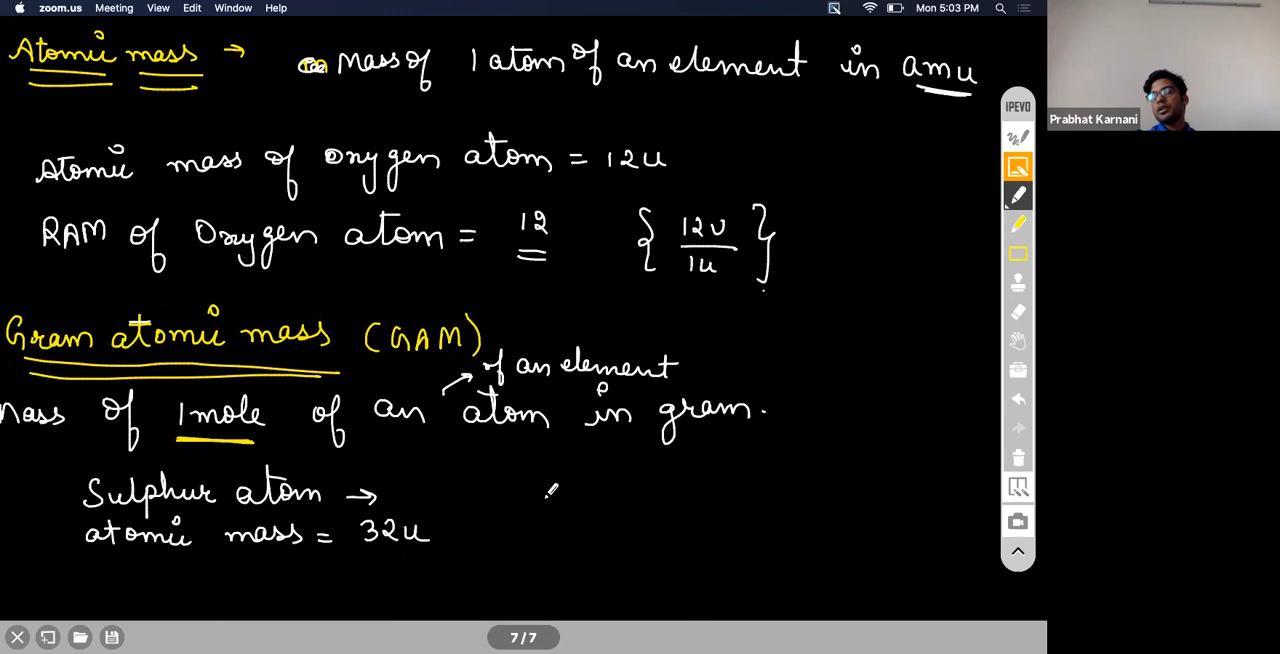 zoom.us Meeting View Edit Window Help Mon 5:03 PM
Atomic mass → Mass of 1 atom of an element in amu
IPEVO
Prabhat Karnani
Atomic mass of Oxygen atom = 12u
RAM of Oxygen atom = 12 { 12u / 1u }
Gram atomic mass (GAM)
of an element
Mass of 1 mole of an atom in gram.
Sulphur atom →
atomic mass = 32u
7/7